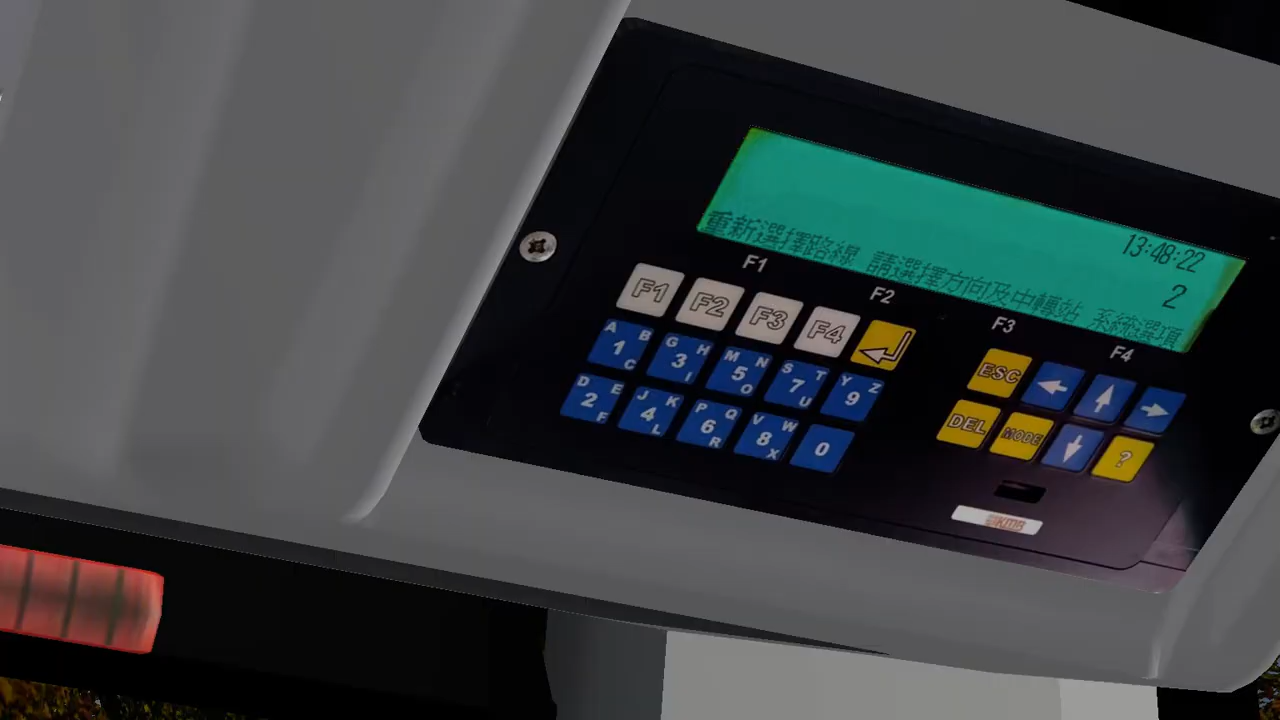 13:48:22
2
重新選擇路線 請選擇方向及中轉站 系統選項
F1 F2 F3 F4
F1 F2 F3 F4
A 1 B C
G 3 H I
M 5 N O
S 7 T U
Y 9 Z
D 2 E F
J 4 K L
P 6 Q R
V 8 W X
0
ESC
DEL MODE ?
KMB